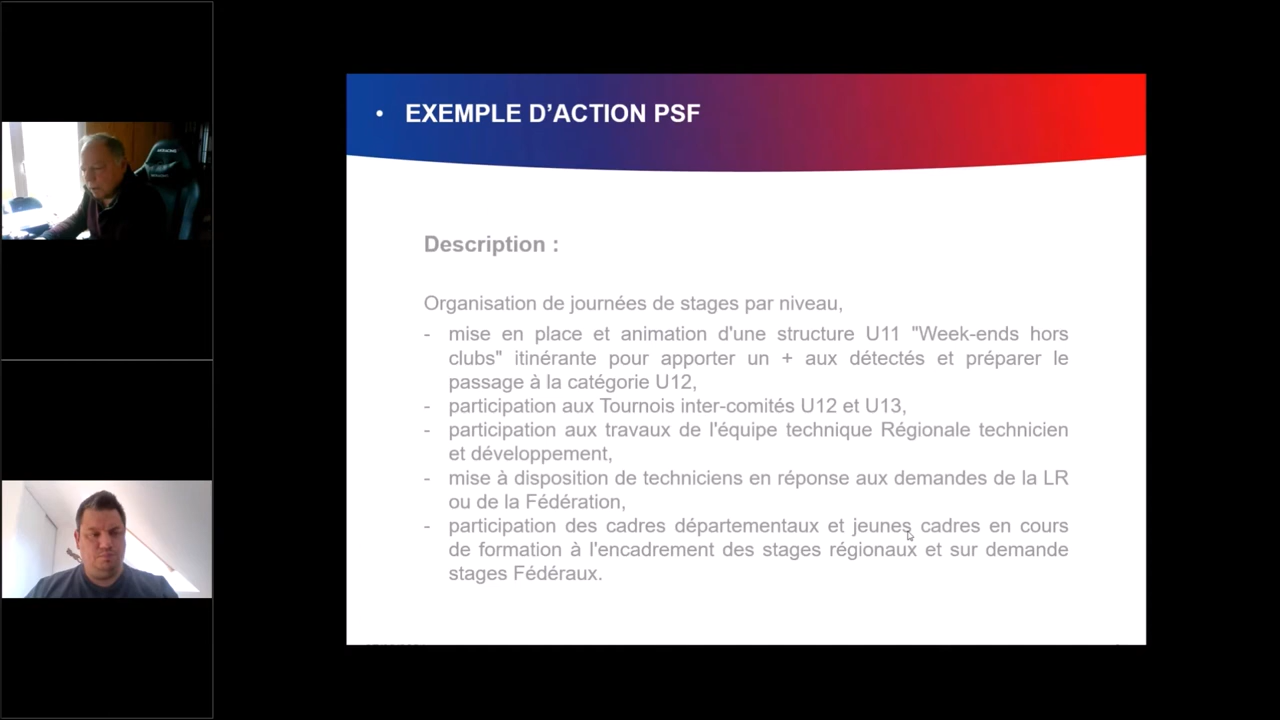 • EXEMPLE D’ACTION PSF
Description :
Organisation de journées de stages par niveau,
- mise en place et animation d'une structure U11 "Week-ends hors
clubs" itinérante pour apporter un + aux détectés et préparer le
passage à la catégorie U12,
- participation aux Tournois inter-comités U12 et U13,
- participation aux travaux de l'équipe technique Régionale technicien
et développement,
- mise à disposition de techniciens en réponse aux demandes de la LR
ou de la Fédération,
- participation des cadres départementaux et jeunes cadres en cours
de formation à l'encadrement des stages régionaux et sur demande
stages Fédéraux.